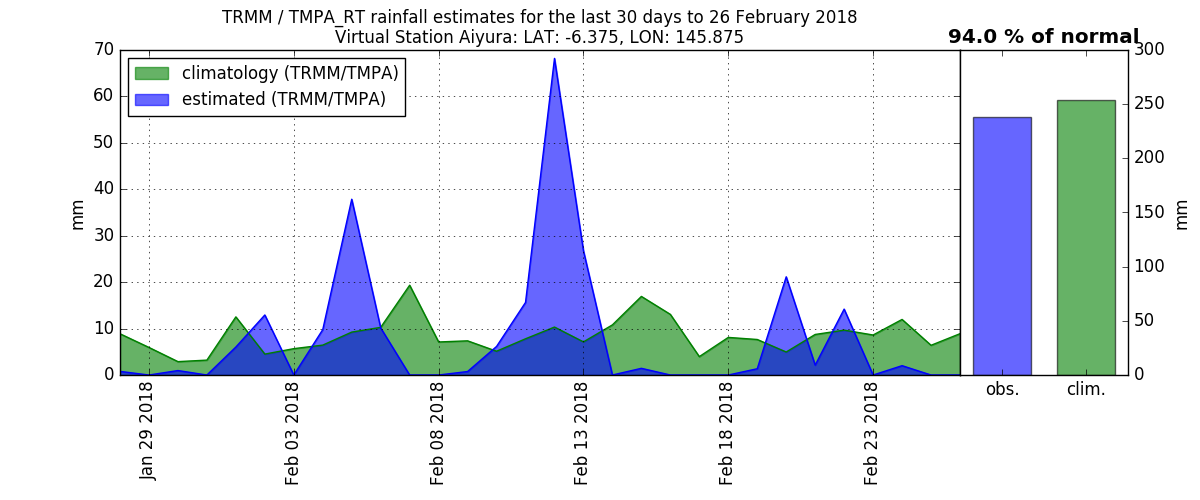 TRMM / TMPA_RT rainfall estimates for the last 30 days to 26 February 2018
Virtual Station Aiyura: LAT: -6.375, LON: 145.875
94.0 % of normal
climatology (TRMM/TMPA)
estimated (TRMM/TMPA)
mm
70
60
50
40
30
20
10
0
Jan 29 2018
Feb 03 2018
Feb 08 2018
Feb 13 2018
Feb 18 2018
Feb 23 2018
obs.
clim.
300
250
200
150
100
50
0
mm